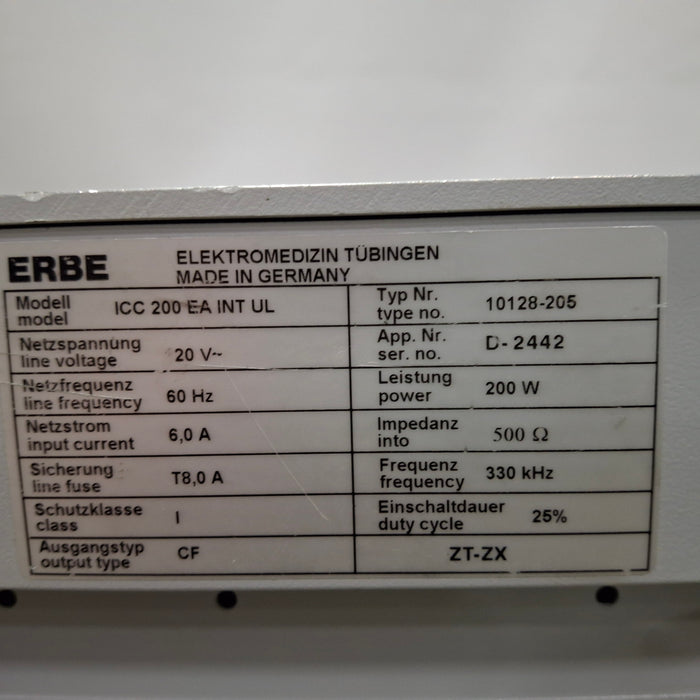 ERBE
ELEKTROMEDIZIN TÜBINGEN
MADE IN GERMANY
Modell
model
ICC 200 EA INT UL
Typ Nr.
type no.
10128-205
Netzspannung
line voltage
20 V~
App. Nr.
ser. no.
D-2442
Netzfrequenz
line frequency
60 Hz
Leistung
power
200 W
Netzstrom
input current
6,0 A
Impedanz
into
500 Ω
Sicherung
line fuse
T8,0 A
Frequenz
frequency
330 kHz
Schutzklasse
class
I
Einschaltdauer
duty cycle
25%
Ausgangstyp
output type
CF
ZT-ZX